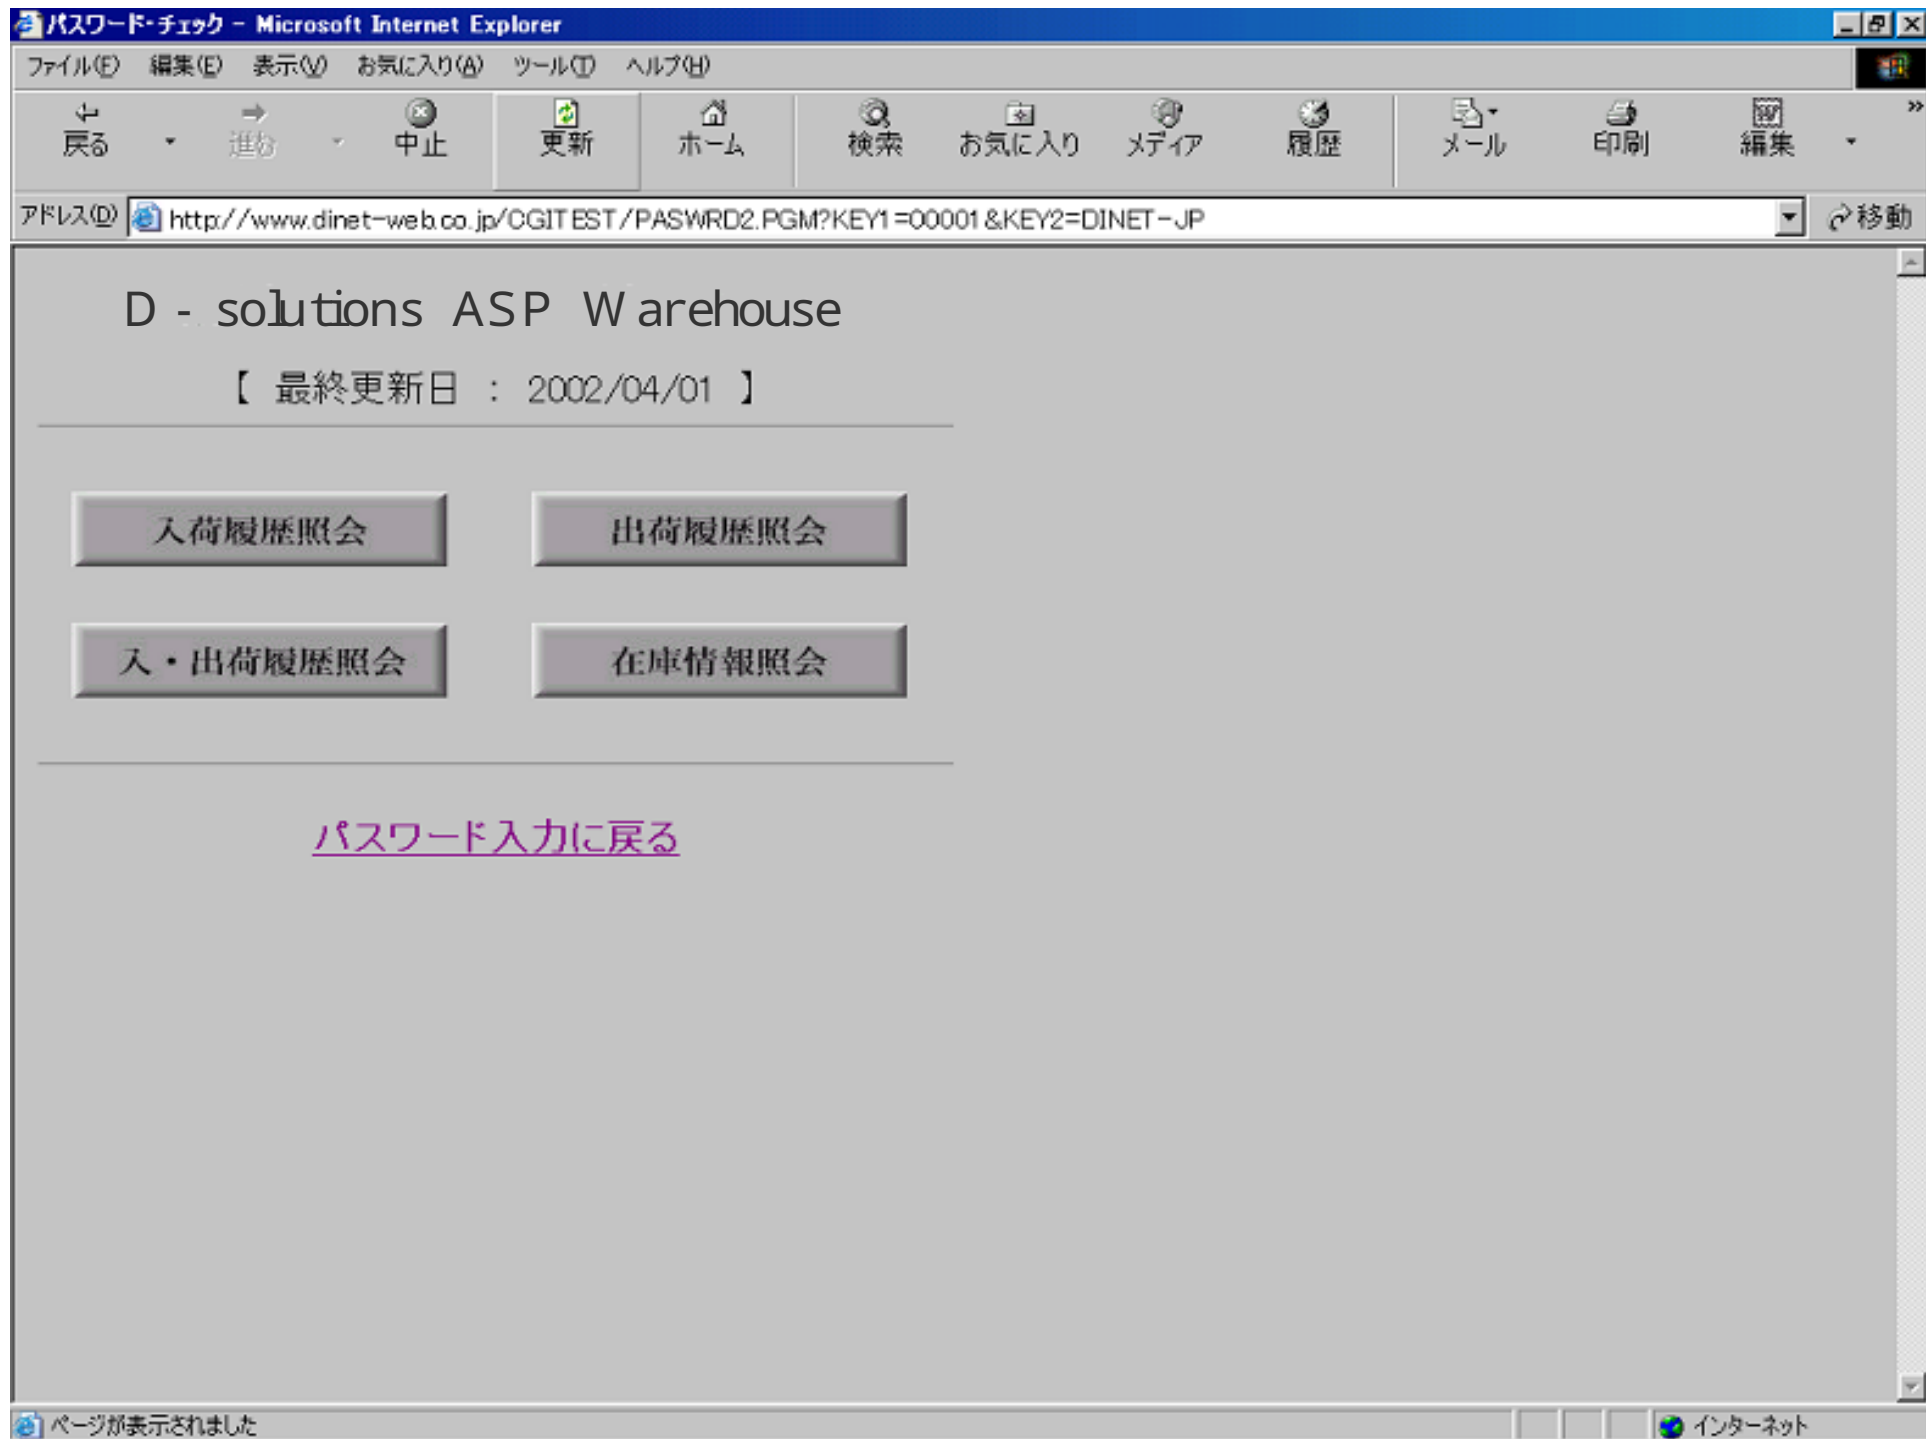 パスワード・チェック - Microsoft Internet Explorer
ファイル(F) 編集(E) 表示(V) お気に入り(A) ツール(T) ヘルプ(H)
戻る 進む 中止 更新 ホーム 検索 お気に入り メディア 履歴 メール 印刷 編集 »
アドレス(D) http://www.dinet-web.co.jp/CGITEST/PASWRD2.PGM?KEY1=00001&KEY2=DINET-JP 移動
D - solutions ASP Warehouse
【 最終更新日 : 2002/04/01 】
入荷履歴照会 出荷履歴照会
入・出荷履歴照会 在庫情報照会
パスワード入力に戻る
ページが表示されました インターネット